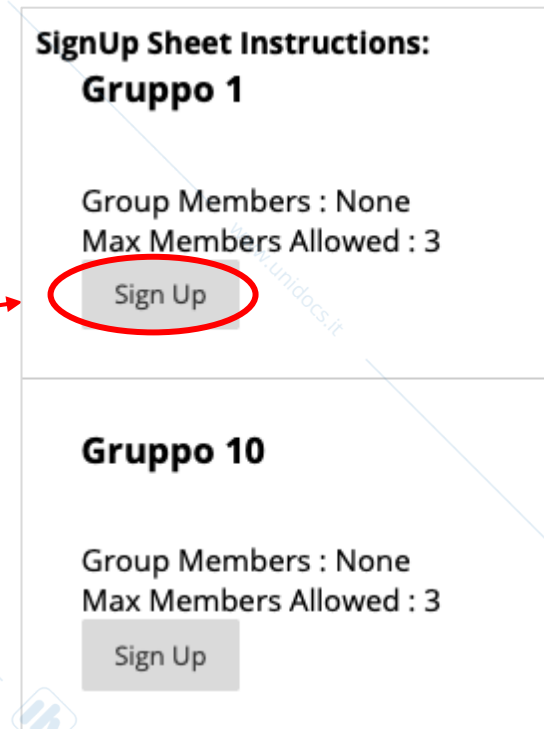 SignUp Sheet Instructions:
Gruppo 1
Group Members : None
Max Members Allowed : 3
www.unidocs.it
Sign Up
Gruppo 10
Group Members : None
Max Members Allowed : 3
Sign Up